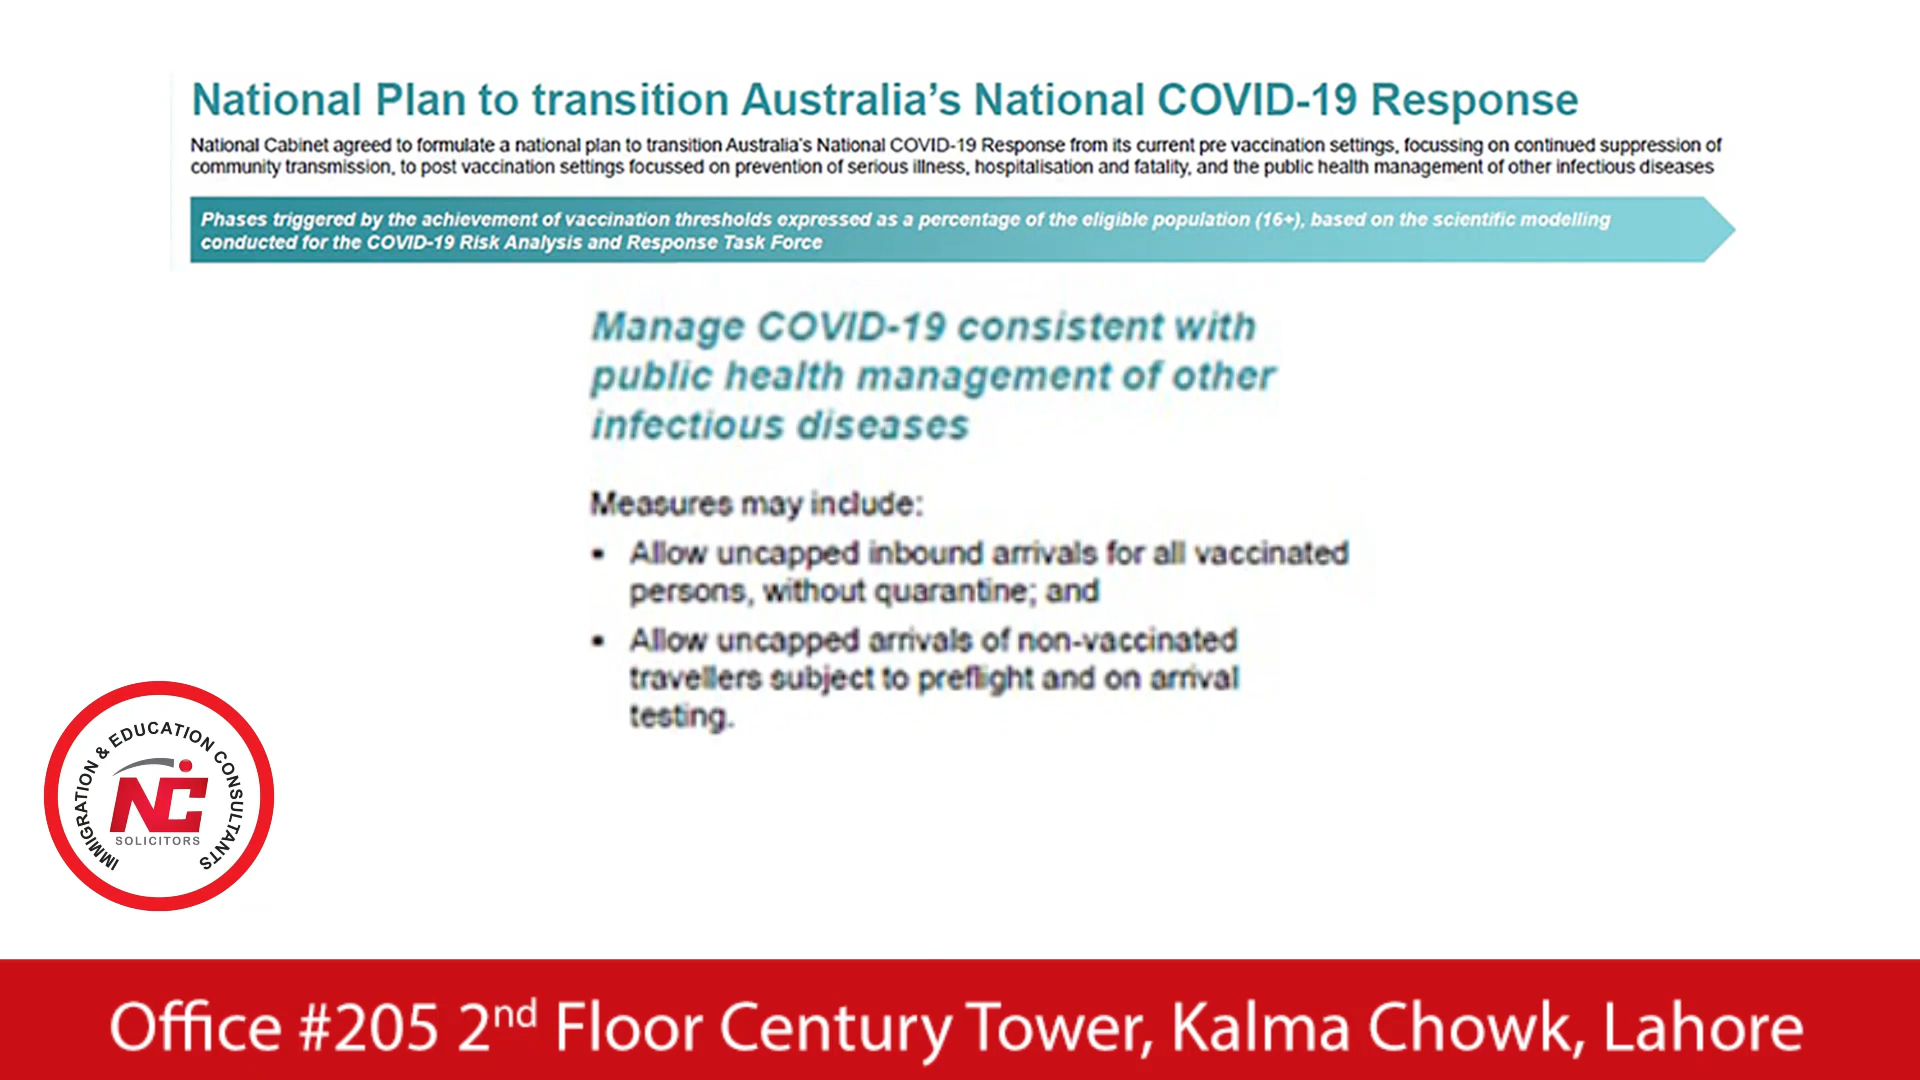 National Plan to transition Australia’s National COVID-19 Response
National Cabinet agreed to formulate a national plan to transition Australia’s National COVID-19 Response from its current pre vaccination settings, focussing on continued suppression of
community transmission, to post vaccination settings focussed on prevention of serious illness, hospitalisation and fatality, and the public health management of other infectious diseases
Phases triggered by the achievement of vaccination thresholds expressed as a percentage of the eligible population (16+), based on the scientific modelling
conducted for the COVID-19 Risk Analysis and Response Task Force
Manage COVID-19 consistent with
public health management of other
infectious diseases
Measures may include:
▪ Allow uncapped inbound arrivals for all vaccinated
persons, without quarantine; and
▪ Allow uncapped arrivals of non-vaccinated
travellers subject to preflight and on arrival
testing.
IMMIGRATION & EDUCATION CONSULTANTS
NC
SOLICITORS
Office #205 2nd Floor Century Tower, Kalma Chowk, Lahore